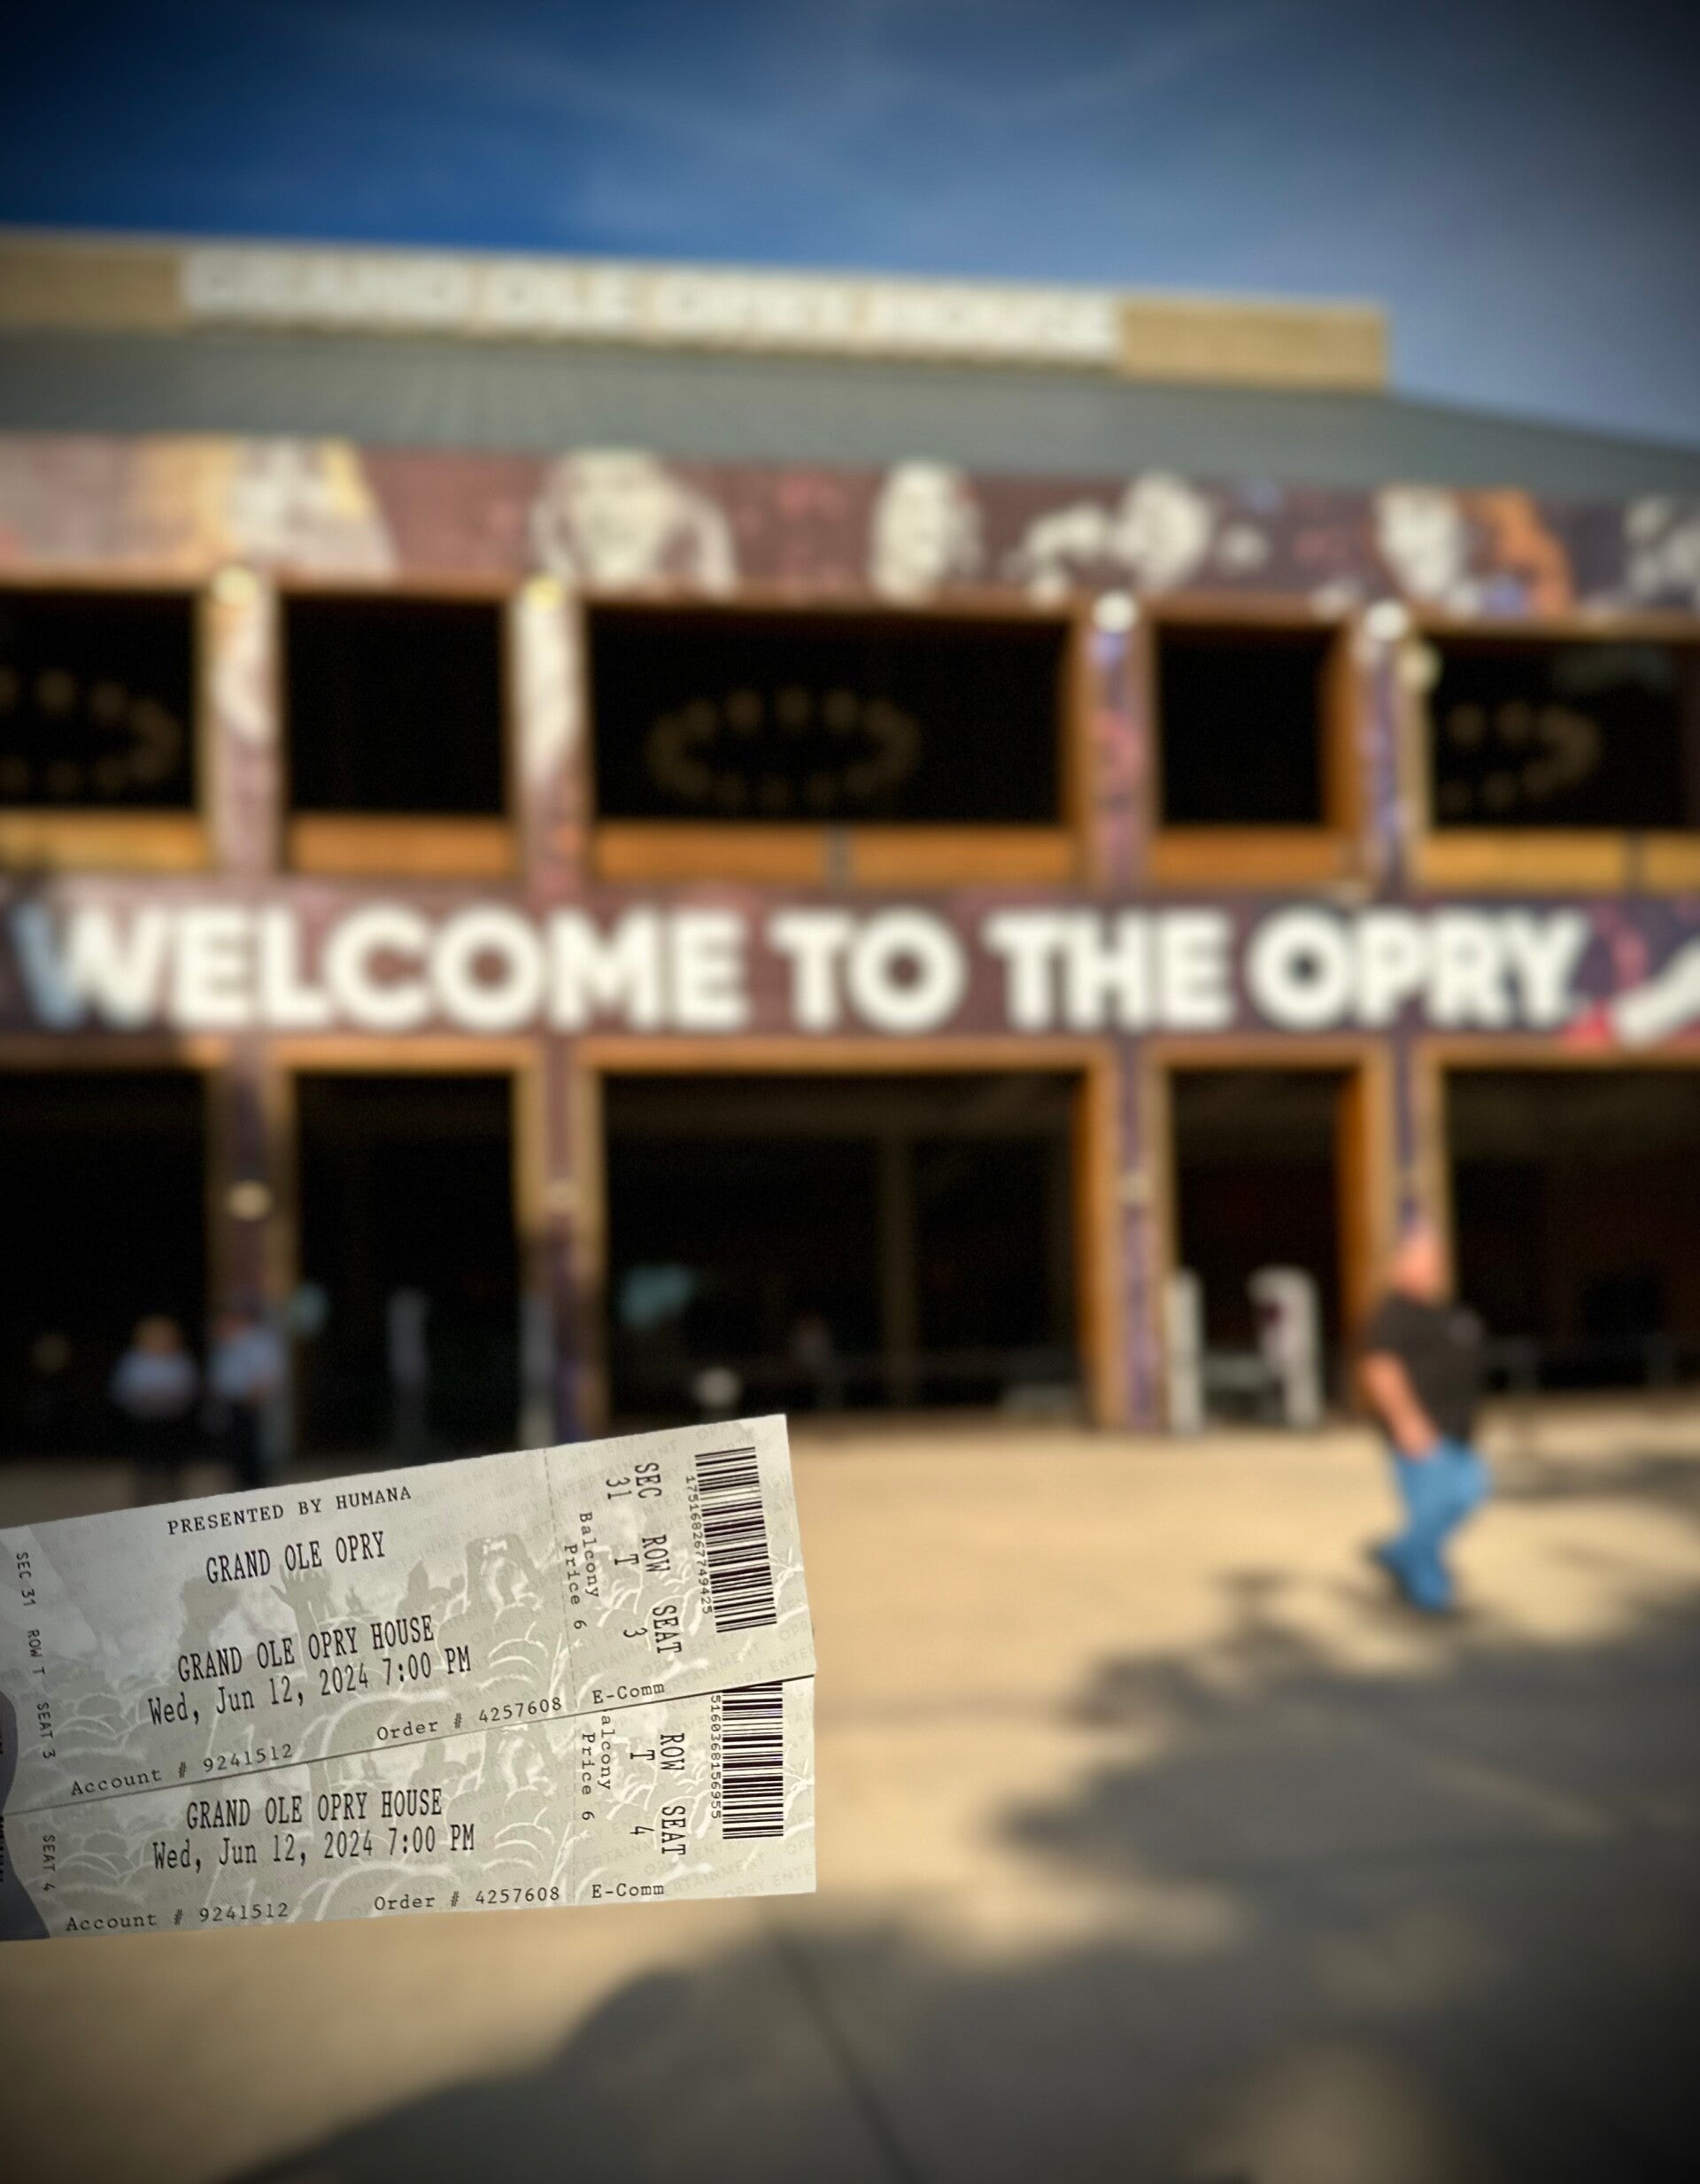 GRAND OLE OPRY HOUSE
WELCOME TO THE OPRY
PRESENTED BY HUMANA
GRAND OLE OPRY
GRAND OLE OPRY HOUSE
Wed, Jun 12, 2024 7:00 PM
Account # 9241512 Order # 4257608 E-Comm
SEC 31 ROW T SEAT 3
SEC ROW SEAT
31 T 3
Balcony
Price 6
175168267749425
GRAND OLE OPRY HOUSE
Wed, Jun 12, 2024 7:00 PM
Account # 9241512 Order # 4257608 E-Comm
SEAT 4
ROW SEAT
T 4
alcony
Price 6
5160368156955